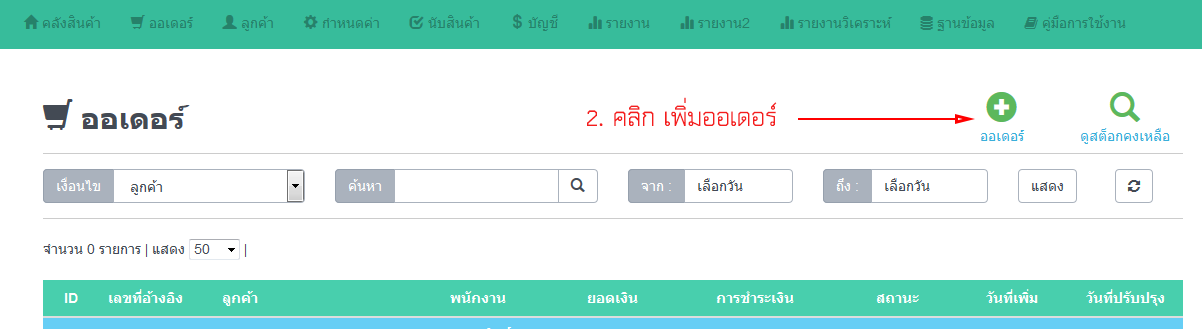 คลังสินค้า ออเดอร์ ลูกค้า กำหนดค่า นับสินค้า บัญชี รายงาน รายงาน2 รายงานวิเคราะห์ ฐานข้อมูล คู่มือการใช้งาน
ออเดอร์ 2. คลิก เพิ่มออเดอร์
ออเดอร์ ดูสต็อกคงเหลือ
เงื่อนไข ลูกค้า ค้นหา จาก : เลือกวัน ถึง : เลือกวัน แสดง
จำนวน 0 รายการ | แสดง 50 |
ID เลขที่อ้างอิง ลูกค้า พนักงาน ยอดเงิน การชำระเงิน สถานะ วันที่เพิ่ม วันที่ปรับปรุง